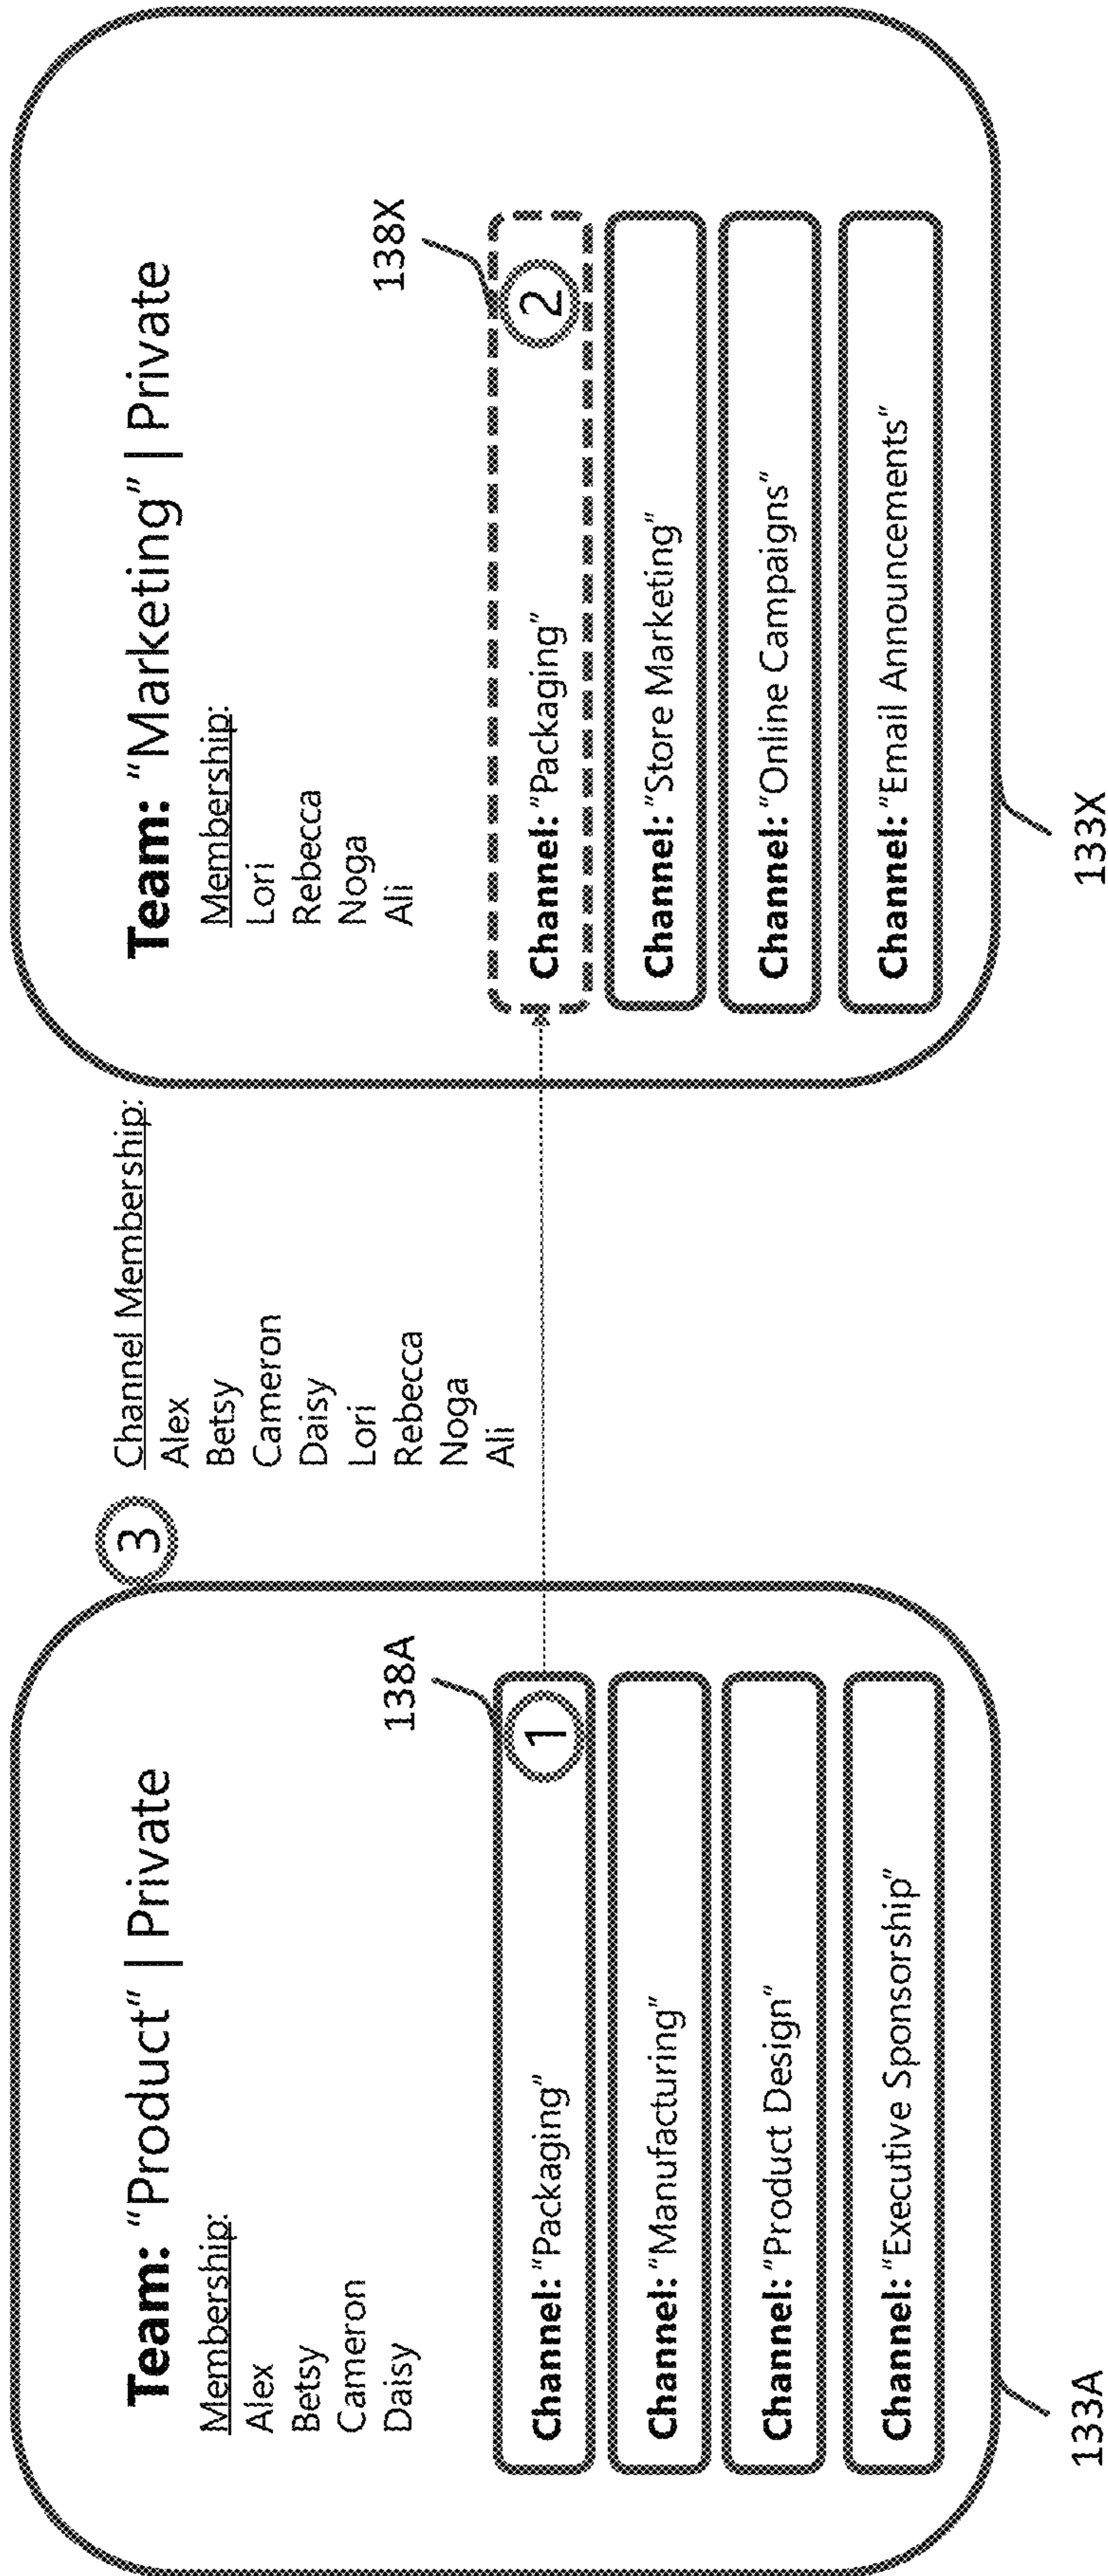 Team: “Product” | Private
Membership:
Alex
Betsy
Cameron
Daisy
138A
Channel: “Packaging”
1
Channel: “Manufacturing”
Channel: “Product Design”
Channel: “Executive Sponsorship”
133A
3
Channel Membership:
Alex
Betsy
Cameron
Daisy
Lori
Rebecca
Noga
Ali
Team: “Marketing” | Private
Membership:
Lori
Rebecca
Noga
Ali
138X
Channel: “Packaging”
2
Channel: “Store Marketing”
Channel: “Online Campaigns”
Channel: “Email Announcements”
133X